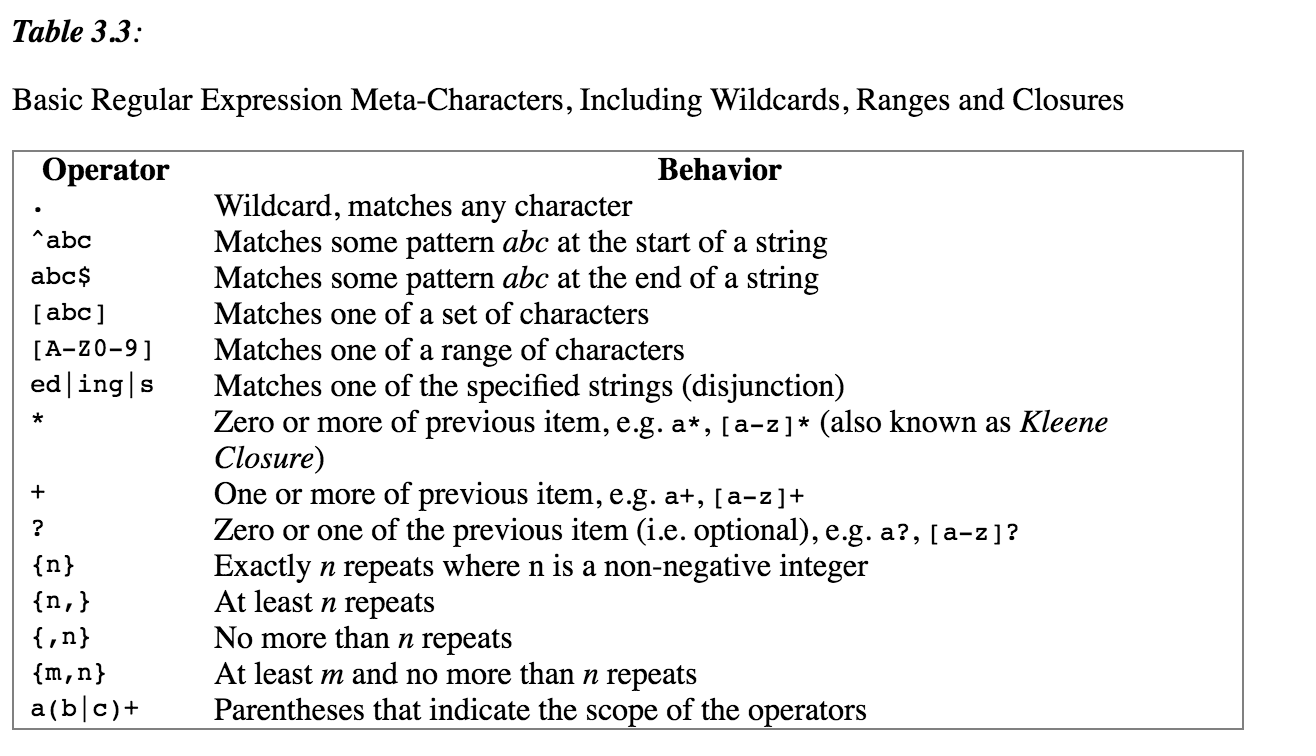 Table 3.3:
Basic Regular Expression Meta-Characters, Including Wildcards, Ranges and Closures
Operator Behavior
. Wildcard, matches any character
^abc Matches some pattern abc at the start of a string
abc$ Matches some pattern abc at the end of a string
[abc] Matches one of a set of characters
[A-Z0-9] Matches one of a range of characters
ed|ing|s Matches one of the specified strings (disjunction)
* Zero or more of previous item, e.g. a*, [a-z]* (also known as Kleene
Closure)
+ One or more of previous item, e.g. a+, [a-z]+
? Zero or one of the previous item (i.e. optional), e.g. a?, [a-z]?
{n} Exactly n repeats where n is a non-negative integer
{n,} At least n repeats
{,n} No more than n repeats
{m,n} At least m and no more than n repeats
a(b|c)+ Parentheses that indicate the scope of the operators